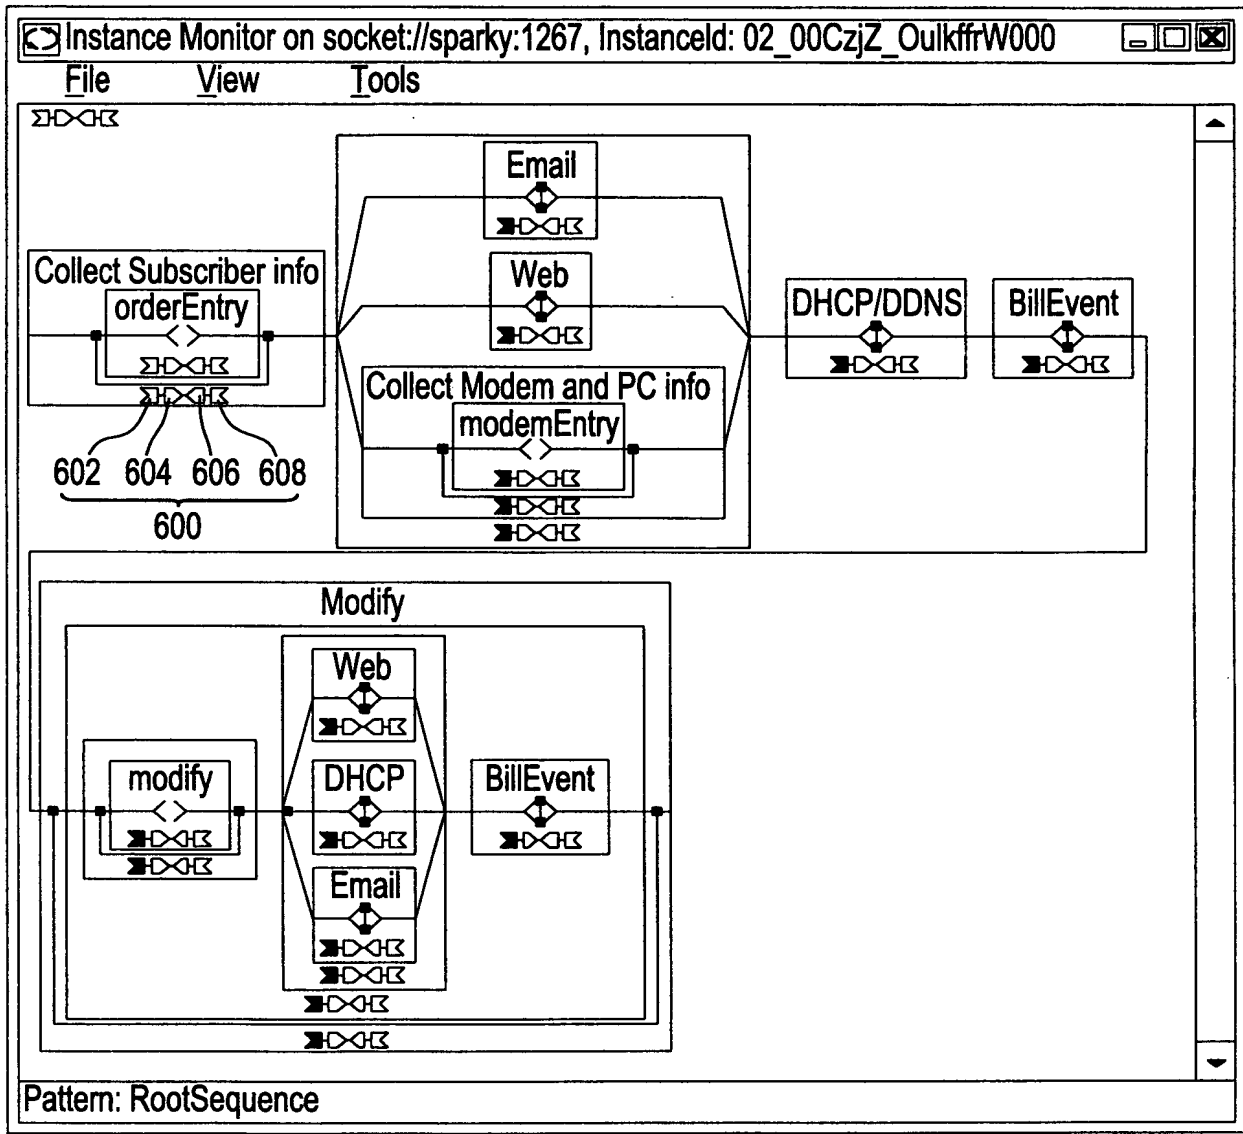 Instance Monitor on socket://sparky:1267, InstanceId: 02_00CzjZ_OulkffrW000
File View Tools
Email
Web
Collect Subscriber info
orderEntry
DHCP/DDNS
BillEvent
Collect Modem and PC info
modemEntry
602 604 606 608
600
Modify
Web
modify
DHCP
BillEvent
Email
Pattern: RootSequence